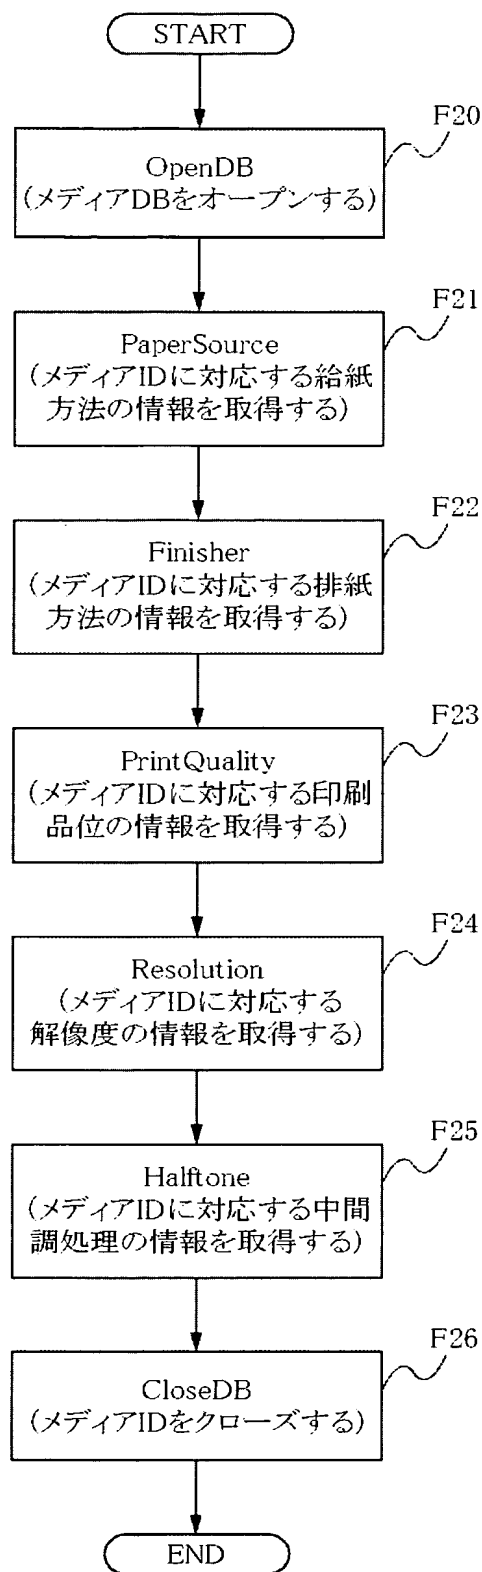 START
F20
OpenDB
(メディアDBをオープンする)
F21
PaperSource
(メディアIDに対応する給紙
方法の情報を取得する)
F22
Finisher
(メディアIDに対応する排紙
方法の情報を取得する)
F23
PrintQuality
(メディアIDに対応する印刷
品位の情報を取得する)
F24
Resolution
(メディアIDに対応する
解像度の情報を取得する)
F25
Halftone
(メディアIDに対応する中間
調処理の情報を取得する)
F26
CloseDB
(メディアIDをクローズする)
END